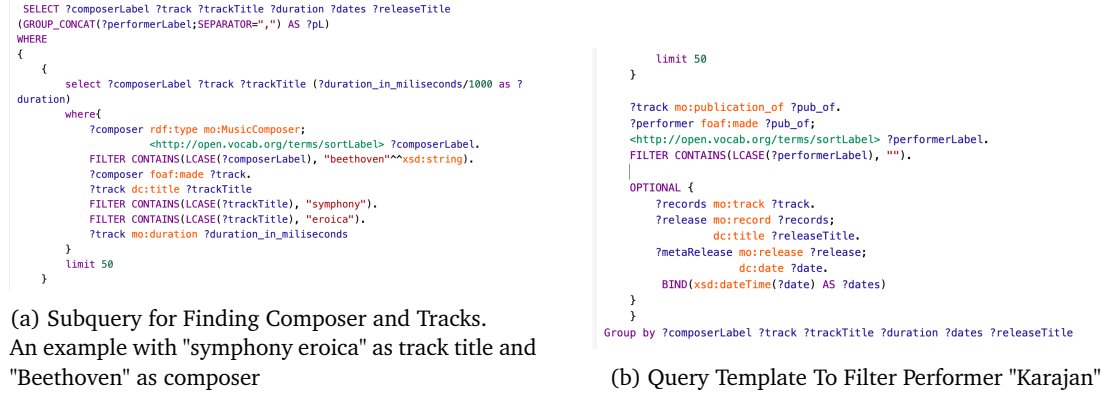 SELECT ?composerLabel ?track ?trackTitle ?duration ?dates ?releaseTitle
(GROUP_CONCAT(?performerLabel;SEPARATOR=",") AS ?pL)
WHERE
{
{
select ?composerLabel ?track ?trackTitle (?duration_in_miliseconds/1000 as ?
duration)
where{
?composer rdf:type mo:MusicComposer;
<http://open.vocab.org/terms/sortLabel> ?composerLabel.
FILTER CONTAINS(LCASE(?composerLabel), "beethoven"^^xsd:string).
?composer foaf:made ?track.
?track dc:title ?trackTitle
FILTER CONTAINS(LCASE(?trackTitle), "symphony").
FILTER CONTAINS(LCASE(?trackTitle), "eroica").
?track mo:duration ?duration_in_miliseconds
}
limit 50
}
(a) Subquery for Finding Composer and Tracks.
An example with "symphony eroica" as track title and
"Beethoven" as composer
limit 50
}
?track mo:publication_of ?pub_of.
?performer foaf:made ?pub_of;
<http://open.vocab.org/terms/sortLabel> ?performerLabel.
FILTER CONTAINS(LCASE(?performerLabel), "").
OPTIONAL {
?records mo:track ?track.
?release mo:record ?records;
dc:title ?releaseTitle.
?metaRelease mo:release ?release;
dc:date ?date.
BIND(xsd:dateTime(?date) AS ?dates)
}
}
Group by ?composerLabel ?track ?trackTitle ?duration ?dates ?releaseTitle
(b) Query Template To Filter Performer "Karajan"